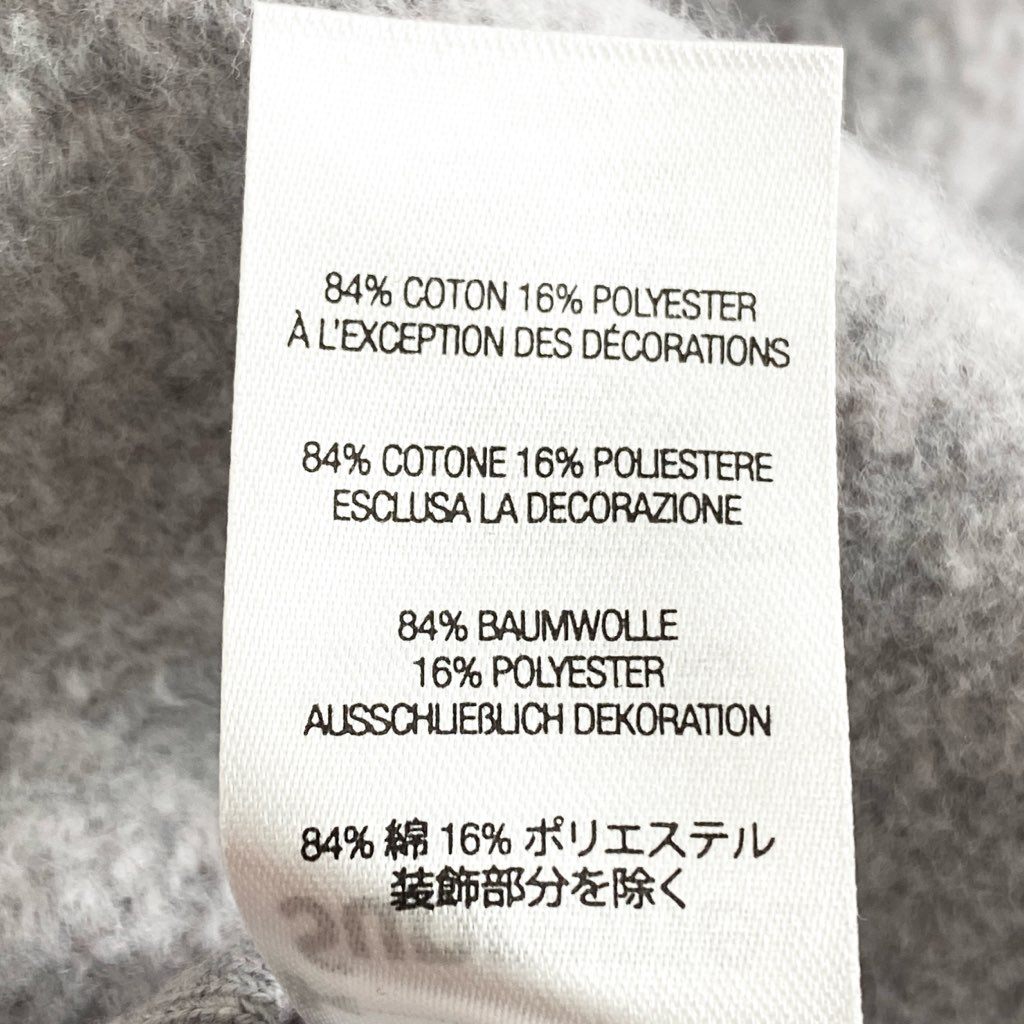 84% COTON 16% POLYESTER
À L'EXCEPTION DES DÉCORATIONS
84% COTONE 16% POLIESTERE
ESCLUSA LA DECORAZIONE
84% BAUMWOLLE
16% POLYESTER
AUSSCHLIEßLICH DEKORATION
84% 綿 16% ポリエステル
装飾部分を除く